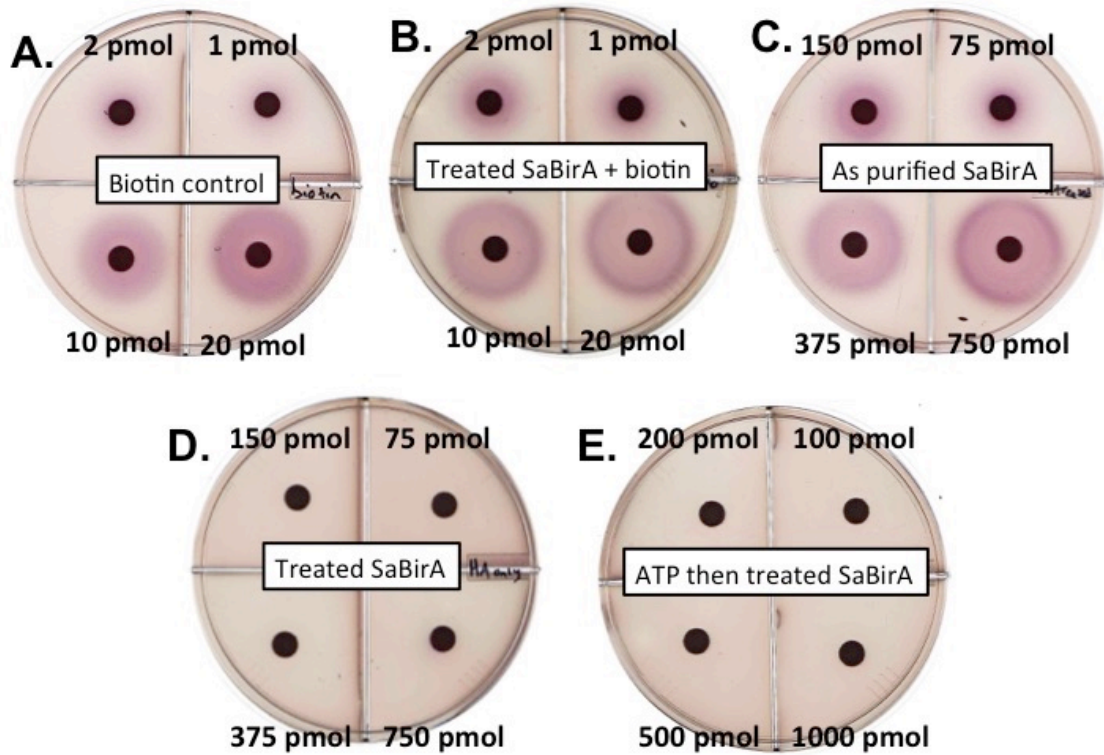 A.
2 pmol
1 pmol
Biotin control
biotin
10 pmol
20 pmol
B.
2 pmol
1 pmol
Treated SaBirA + biotin
10 pmol
20 pmol
C.
150 pmol
75 pmol
As purified SaBirA
375 pmol
750 pmol
D.
150 pmol
75 pmol
Treated SaBirA
HA only
375 pmol
750 pmol
E.
200 pmol
100 pmol
ATP then treated SaBirA
500 pmol
1000 pmol